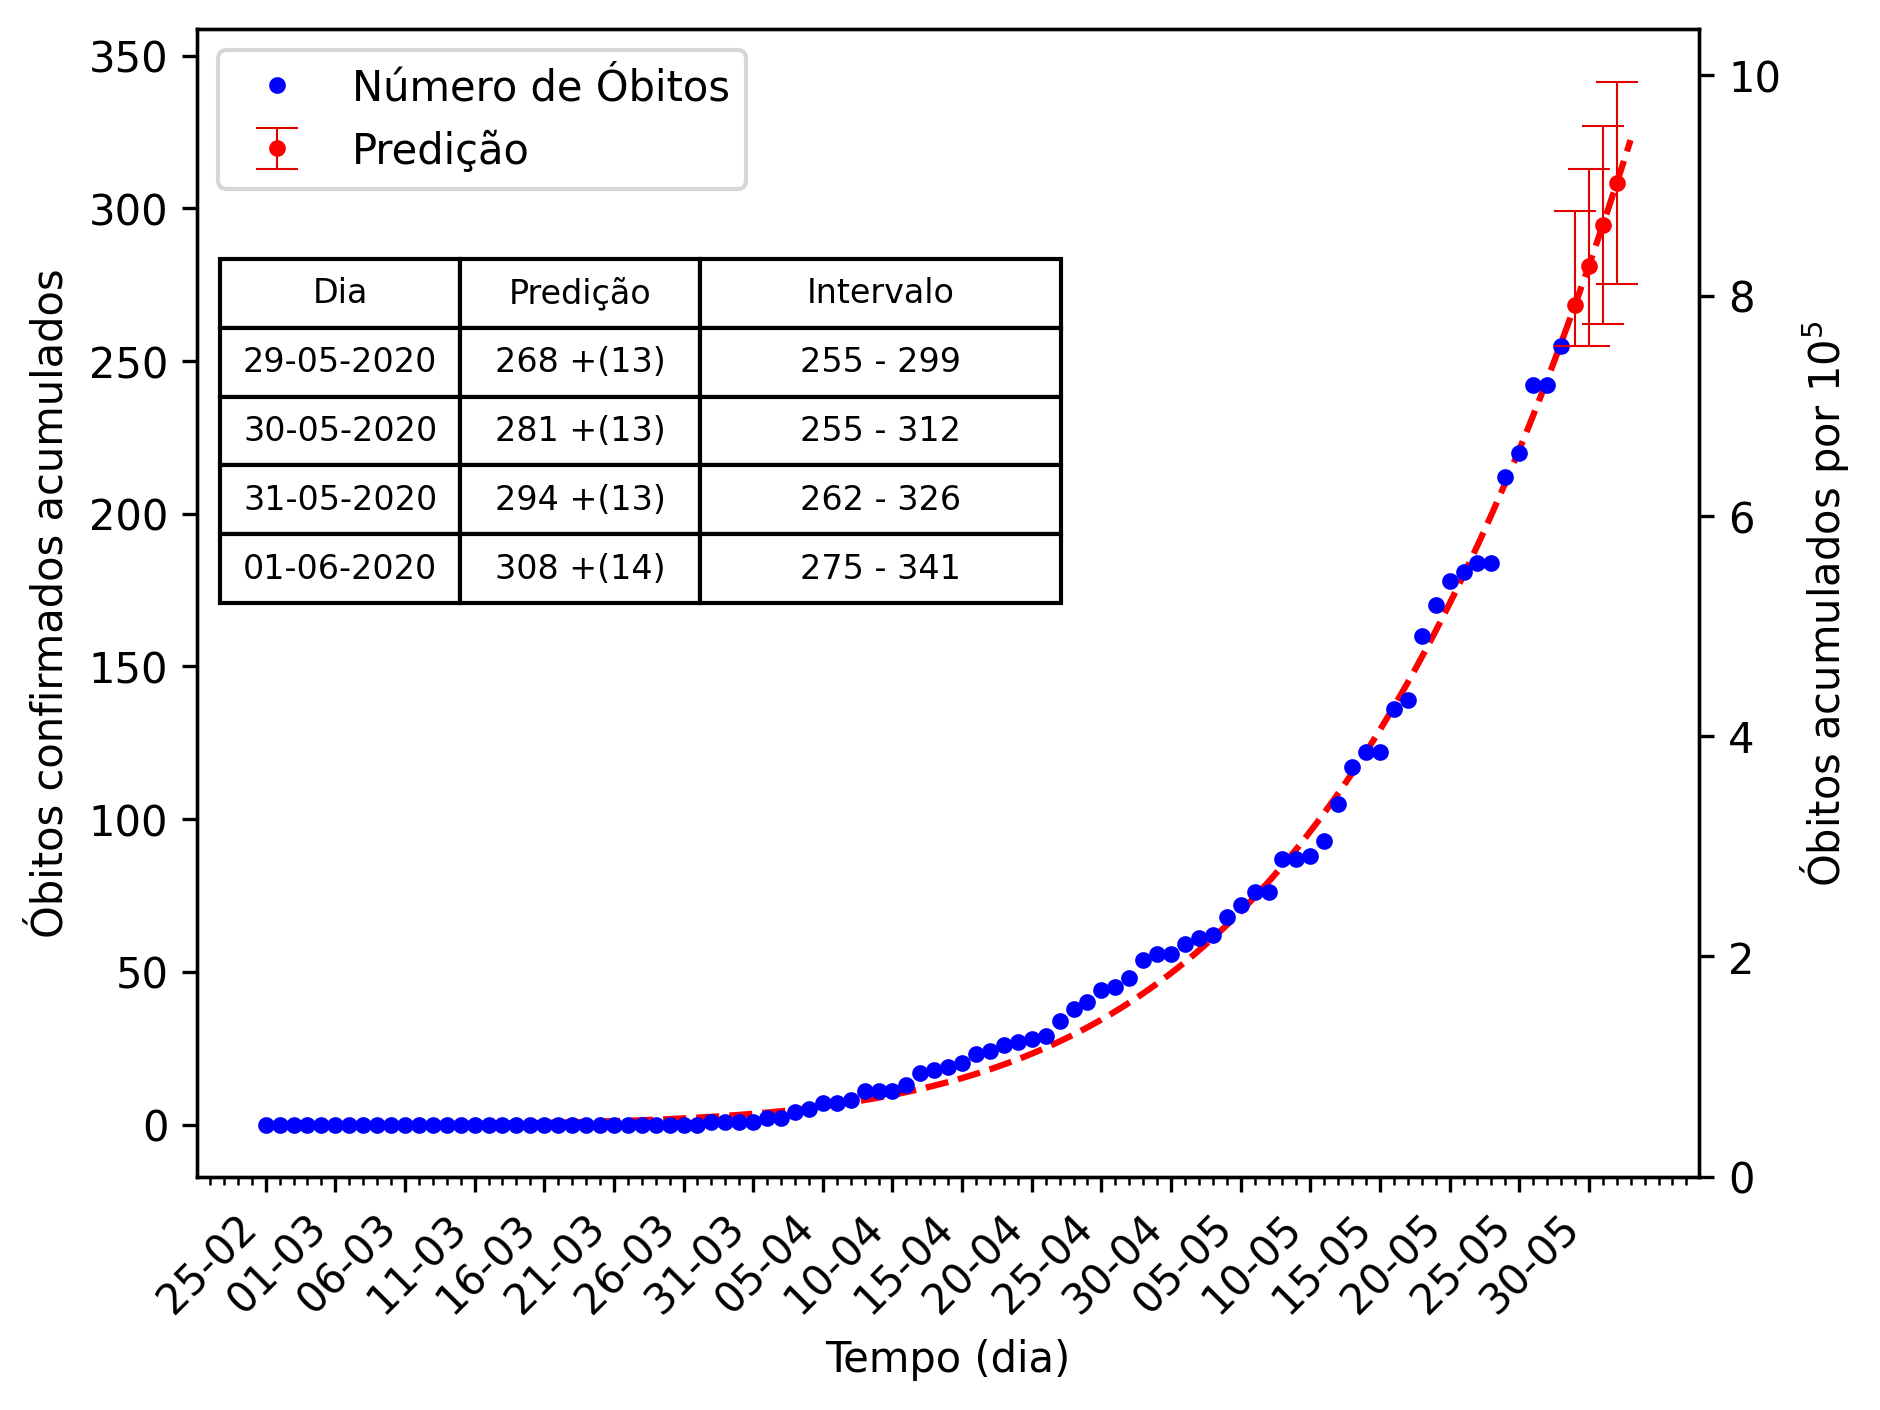 Número de Óbitos
Predição
Dia Predição Intervalo
29-05-2020 268 +(13) 255 - 299
30-05-2020 281 +(13) 255 - 312
31-05-2020 294 +(13) 262 - 326
01-06-2020 308 +(14) 275 - 341
Óbitos confirmados acumulados
350
300
250
200
150
100
50
0
10
8
6
4
2
0
Óbitos acumulados por 10⁵
25-02 01-03 06-03 11-03 16-03 21-03 26-03 31-03 05-04 10-04 15-04 20-04 25-04 30-04 05-05 10-05 15-05 20-05 25-05 30-05
Tempo (dia)